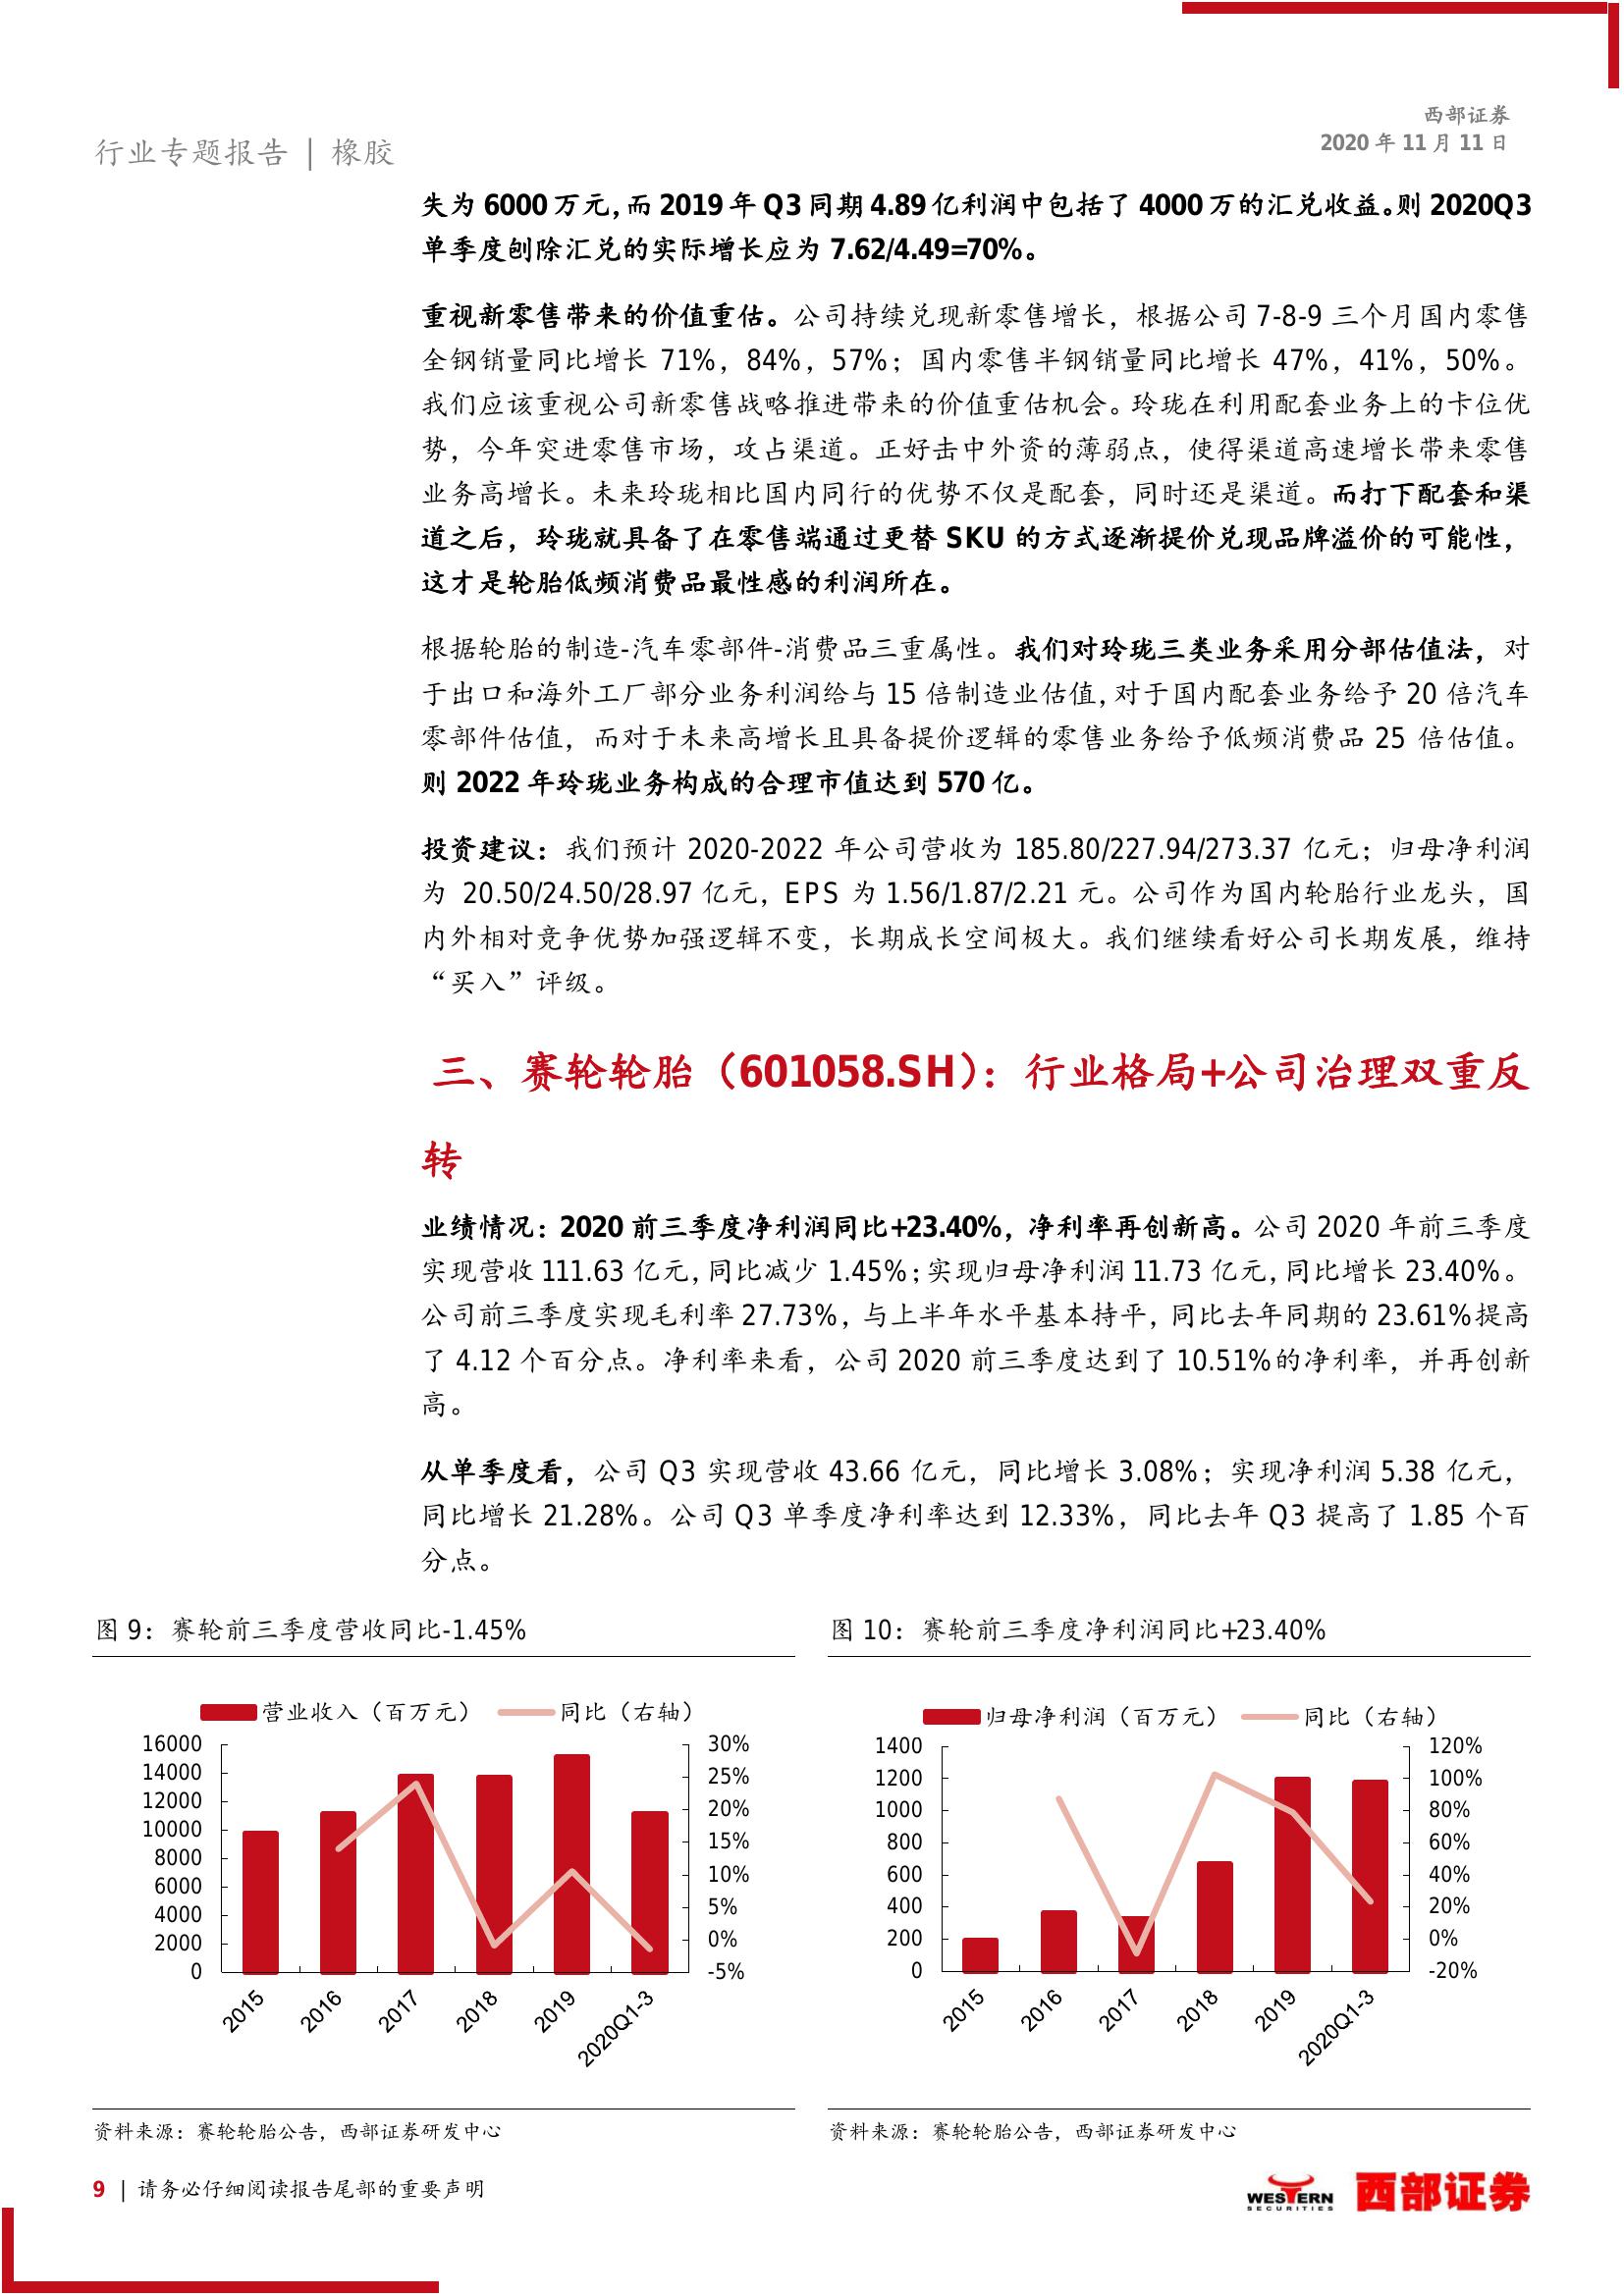 西部证券
2020 年 11 月 11 日
行业专题报告 | 橡胶
失为 6000 万元，而 2019 年 Q3 同期 4.89 亿利润中包括了 4000 万的汇兑收益。则 2020Q3
单季度刨除汇兑的实际增长应为 7.62/4.49=70%。
重视新零售带来的价值重估。公司持续兑现新零售增长，根据公司 7-8-9 三个月国内零售
全钢销量同比增长 71%，84%，57%；国内零售半钢销量同比增长 47%，41%，50%。
我们应该重视公司新零售战略推进带来的价值重估机会。玲珑在利用配套业务上的卡位优
势，今年突进零售市场，攻占渠道。正好击中外资的薄弱点，使得渠道高速增长带来零售
业务高增长。未来玲珑相比国内同行的优势不仅是配套，同时还是渠道。而打下配套和渠
道之后，玲珑就具备了在零售端通过更替 SKU 的方式逐渐提价兑现品牌溢价的可能性，
这才是轮胎低频消费品最性感的利润所在。
根据轮胎的制造-汽车零部件-消费品三重属性。我们对玲珑三类业务采用分部估值法，对
于出口和海外工厂部分业务利润给与 15 倍制造业估值，对于国内配套业务给予 20 倍汽车
零部件估值，而对于未来高增长且具备提价逻辑的零售业务给予低频消费品 25 倍估值。
则 2022 年玲珑业务构成的合理市值达到 570 亿。
投资建议：我们预计 2020-2022 年公司营收为 185.80/227.94/273.37 亿元；归母净利润
为 20.50/24.50/28.97 亿元，EPS 为 1.56/1.87/2.21 元。公司作为国内轮胎行业龙头，国
内外相对竞争优势加强逻辑不变，长期成长空间极大。我们继续看好公司长期发展，维持
“买入”评级。
三、赛轮轮胎（601058.SH）：行业格局+公司治理双重反
转
业绩情况：2020 前三季度净利润同比+23.40%，净利率再创新高。公司 2020 年前三季度
实现营收 111.63 亿元，同比减少 1.45%；实现归母净利润 11.73 亿元，同比增长 23.40%。
公司前三季度实现毛利率 27.73%，与上半年水平基本持平，同比去年同期的 23.61%提高
了 4.12 个百分点。净利率来看，公司 2020 前三季度达到了 10.51%的净利率，并再创新
高。
从单季度看，公司 Q3 实现营收 43.66 亿元，同比增长 3.08%；实现净利润 5.38 亿元，
同比增长 21.28%。公司 Q3 单季度净利率达到 12.33%，同比去年 Q3 提高了 1.85 个百
分点。
图 9：赛轮前三季度营收同比-1.45%
营业收入（百万元） 同比（右轴）
16000
14000
12000
10000
8000
6000
4000
2000
0
30%
25%
20%
15%
10%
5%
0%
-5%
2015
2016
2017
2018
2019
2020Q1-3
资料来源：赛轮轮胎公告，西部证券研发中心
图 10：赛轮前三季度净利润同比+23.40%
归母净利润（百万元） 同比（右轴）
1400
1200
1000
800
600
400
200
0
120%
100%
80%
60%
40%
20%
0%
-20%
2015
2016
2017
2018
2019
2020Q1-3
资料来源：赛轮轮胎公告，西部证券研发中心
9 | 请务必仔细阅读报告尾部的重要声明
WESTERN
SECURITIES
西部证券